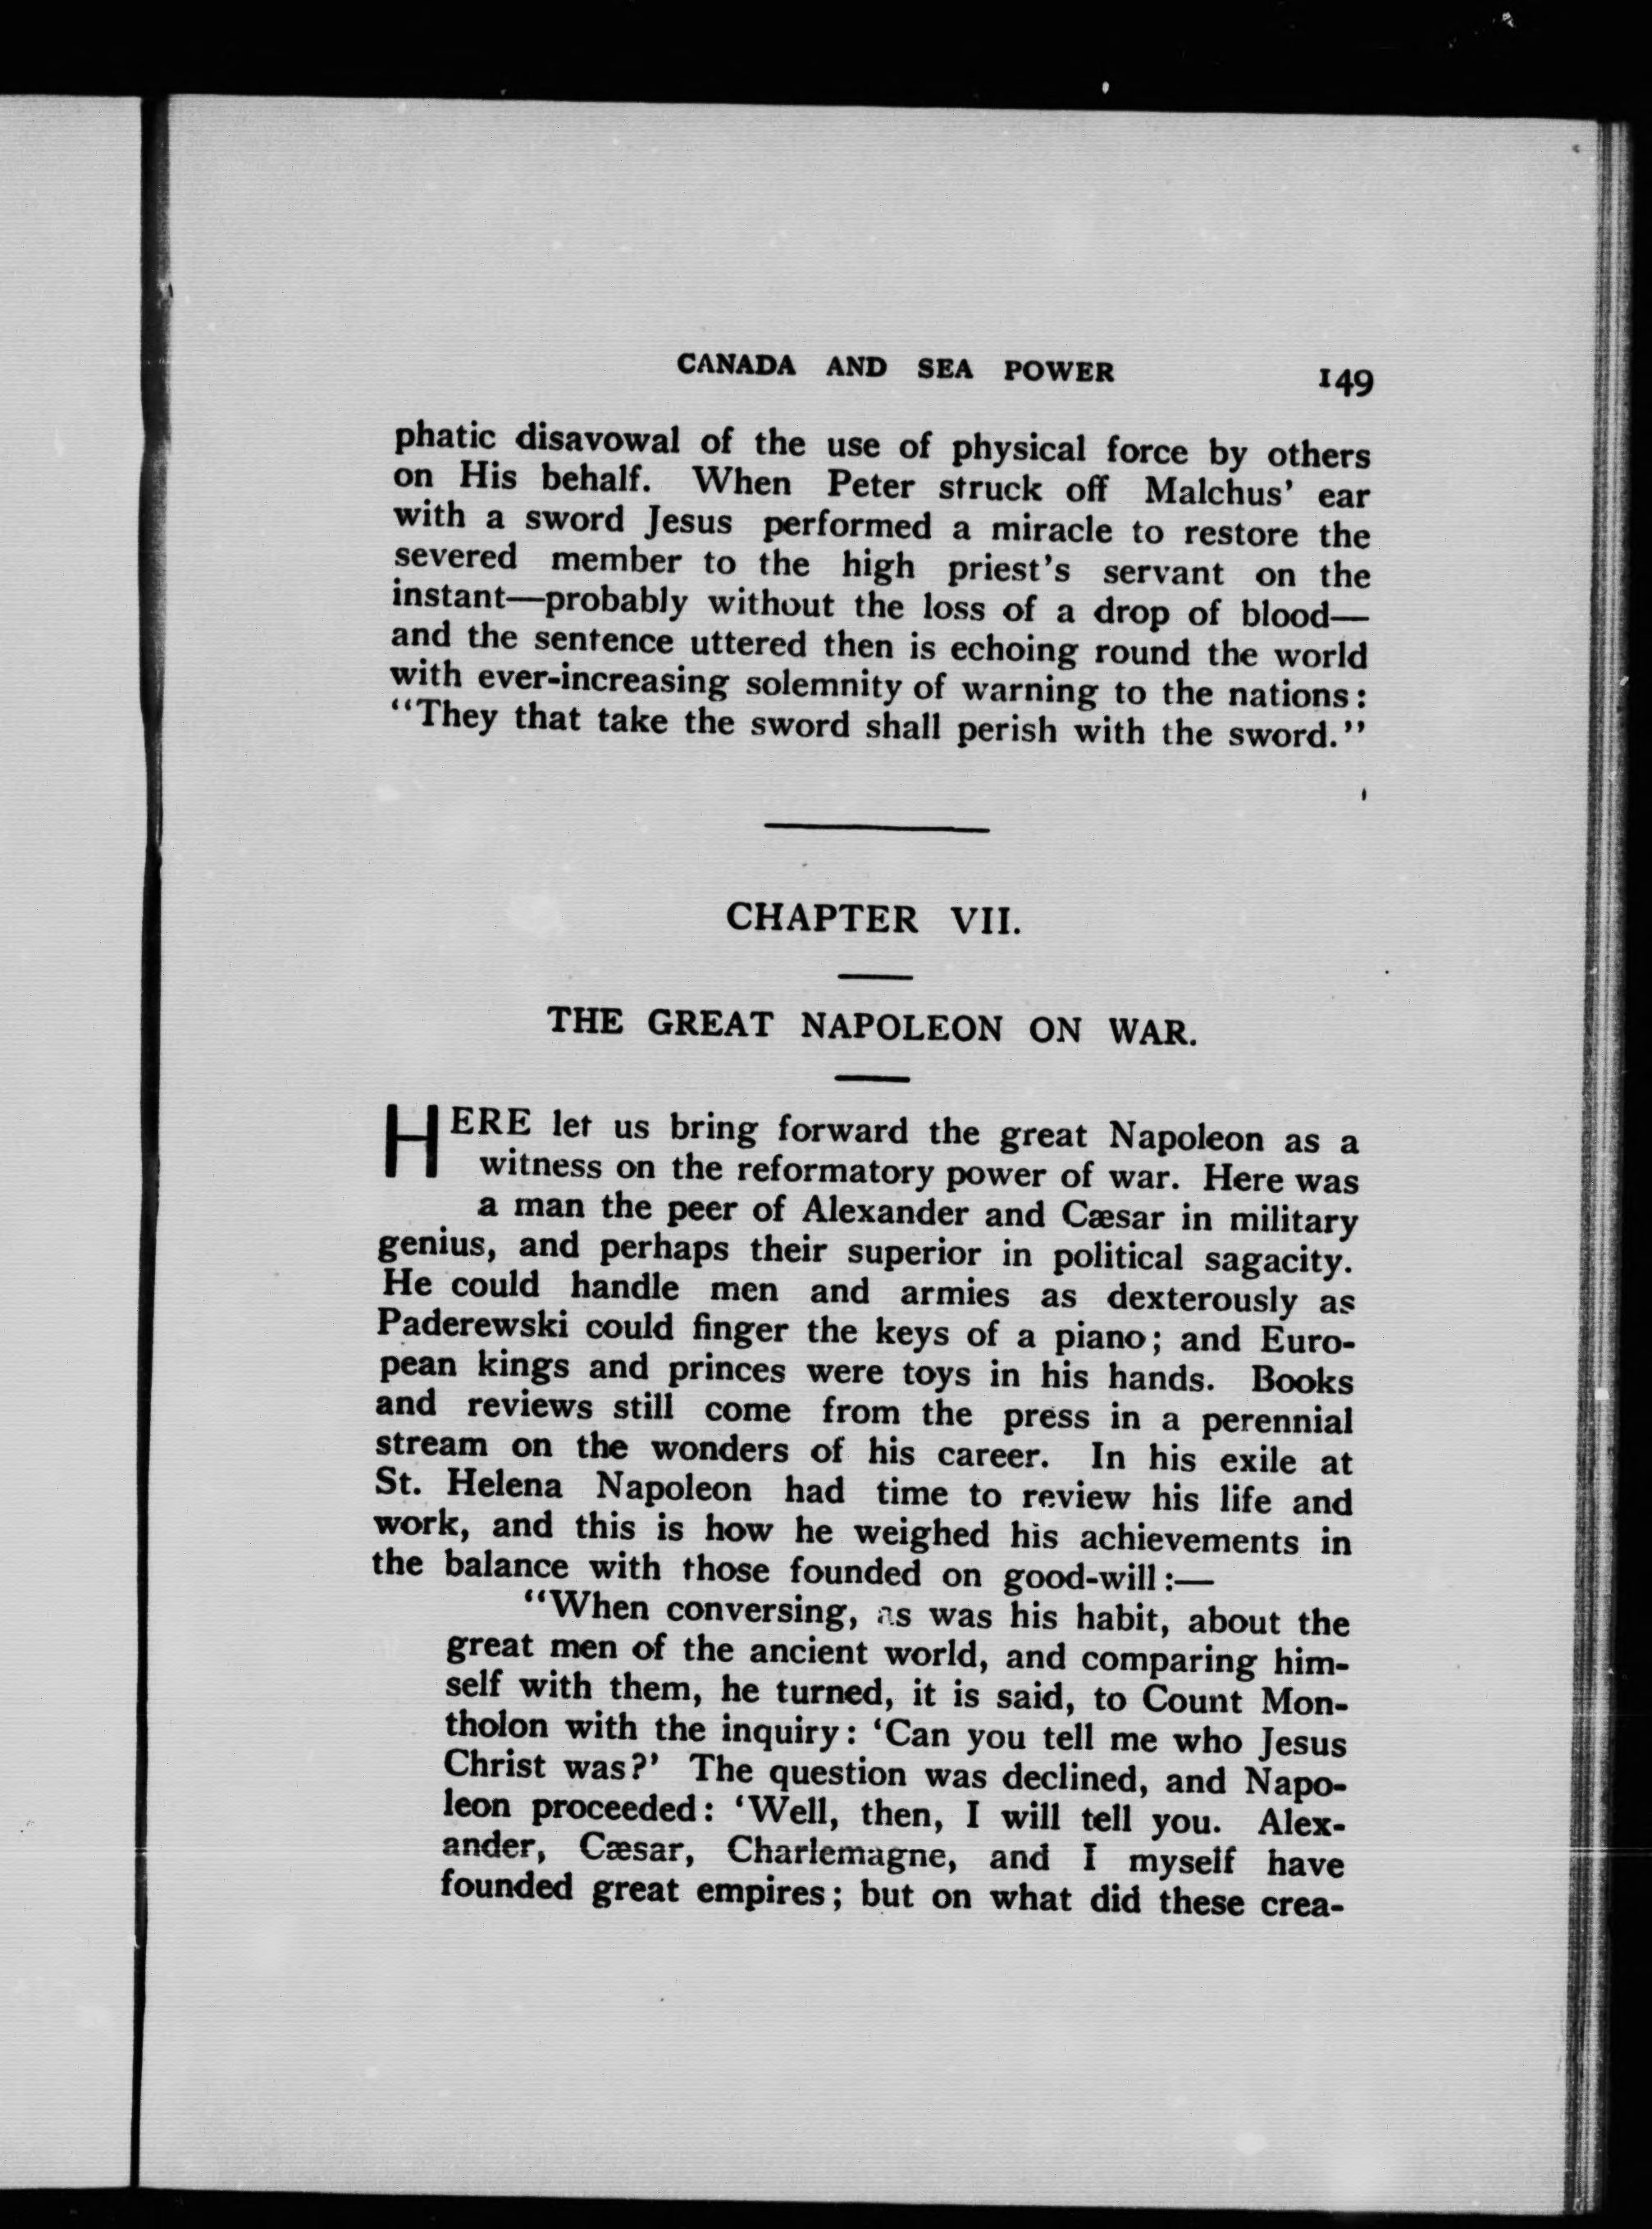 CANADA AND SEA POWER 149
phatic disavowal of the use of physical force by others
on His behalf. When Peter struck off Malchus' ear
with a sword Jesus performed a miracle to restore the
severed member to the high priest's servant on the
instant—probably without the loss of a drop of blood—
and the sentence uttered then is echoing round the world
with ever-increasing solemnity of warning to the nations:
"They that take the sword shall perish with the sword."
CHAPTER VII.
THE GREAT NAPOLEON ON WAR.
HERE let us bring forward the great Napoleon as a
witness on the reformatory power of war. Here was
a man the peer of Alexander and Cæsar in military
genius, and perhaps their superior in political sagacity.
He could handle men and armies as dexterously as
Paderewski could finger the keys of a piano; and Euro-
pean kings and princes were toys in his hands. Books
and reviews still come from the press in a perennial
stream on the wonders of his career. In his exile at
St. Helena Napoleon had time to review his life and
work, and this is how he weighed his achievements in
the balance with those founded on good-will:—
"When conversing, as was his habit, about the
great men of the ancient world, and comparing him-
self with them, he turned, it is said, to Count Mon-
tholon with the inquiry: 'Can you tell me who Jesus
Christ was?' The question was declined, and Napo-
leon proceeded: 'Well, then, I will tell you. Alex-
ander, Cæsar, Charlemagne, and I myself have
founded great empires; but on what did these crea-